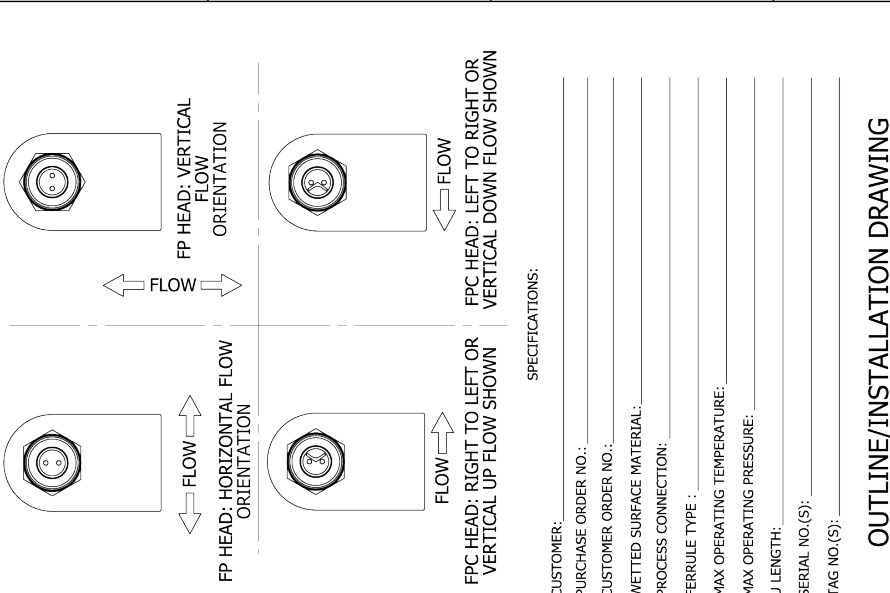 FLOW
FP HEAD: HORIZONTAL FLOW
ORIENTATION
FLOW
FP HEAD: VERTICAL
FLOW
ORIENTATION
FLOW
FPC HEAD: RIGHT TO LEFT OR
VERTICAL UP FLOW SHOWN
FLOW
FPC HEAD: LEFT TO RIGHT OR
VERTICAL DOWN FLOW SHOWN
SPECIFICATIONS:
CUSTOMER:
PURCHASE ORDER NO.:
CUSTOMER ORDER NO.:
WETTED SURFACE MATERIAL:
PROCESS CONNECTION:
FERRULE TYPE :
MAX OPERATING TEMPERATURE:
MAX OPERATING PRESSURE:
U LENGTH:
SERIAL NO.(S):
TAG NO.(S):
OUTLINE/INSTALLATION DRAWING